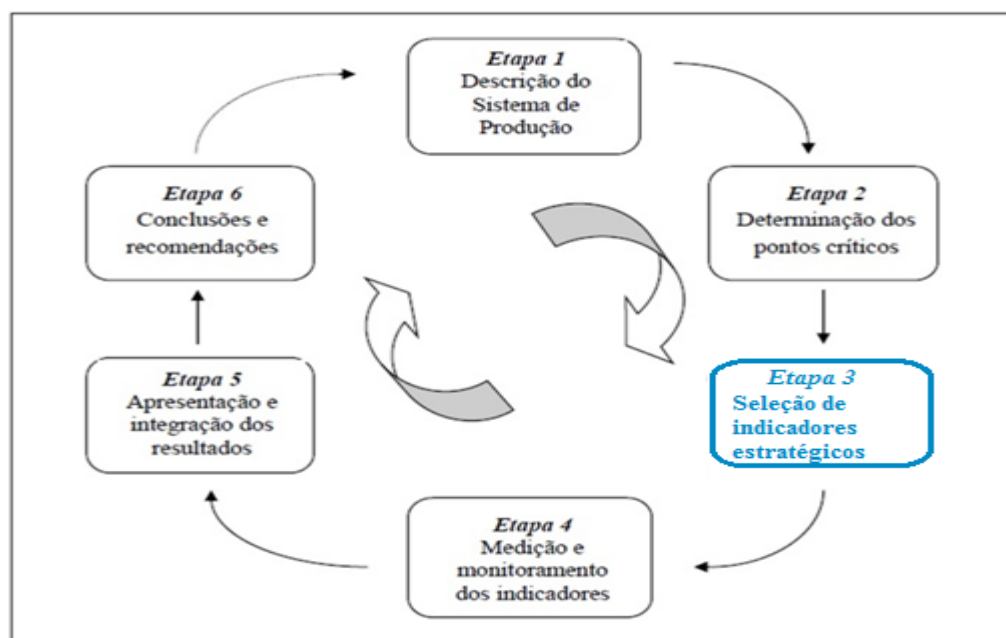 Etapa 1
Descrição do
Sistema de
Produção
Etapa 2
Determinação dos
pontos críticos
Etapa 3
Seleção de
indicadores
estratégicos
Etapa 4
Medição e
monitoramento
dos indicadores
Etapa 5
Apresentação e
integração dos
resultados
Etapa 6
Conclusões e
recomendações